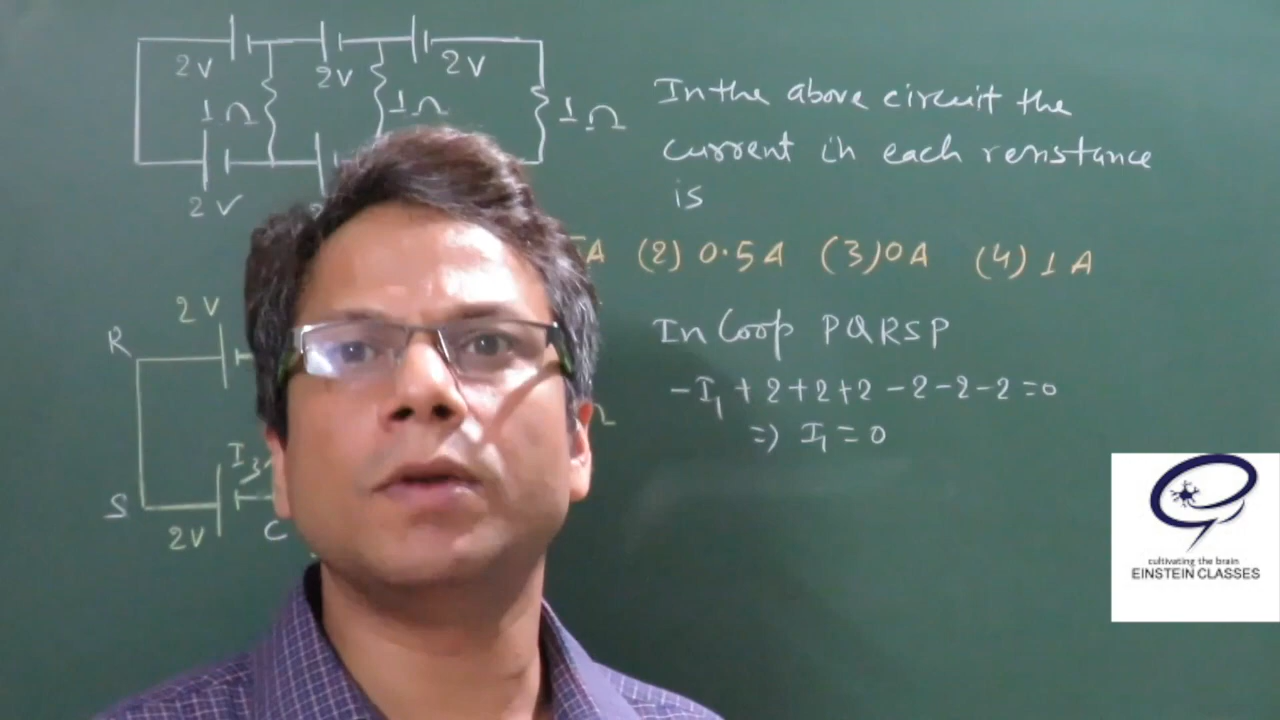 2V
2V
2V
1Ω
1Ω
1Ω
2V
In the above circuit the
current in each resistance
is
A (2) 0.5A (3) 0A (4) 1A
2V
R
In Loop PQRSP
-I₁ + 2 + 2 + 2 - 2 - 2 - 2 = 0
=) I₁ = 0
I₃
S
2V
C
cultivating the brain
EINSTEIN CLASSES